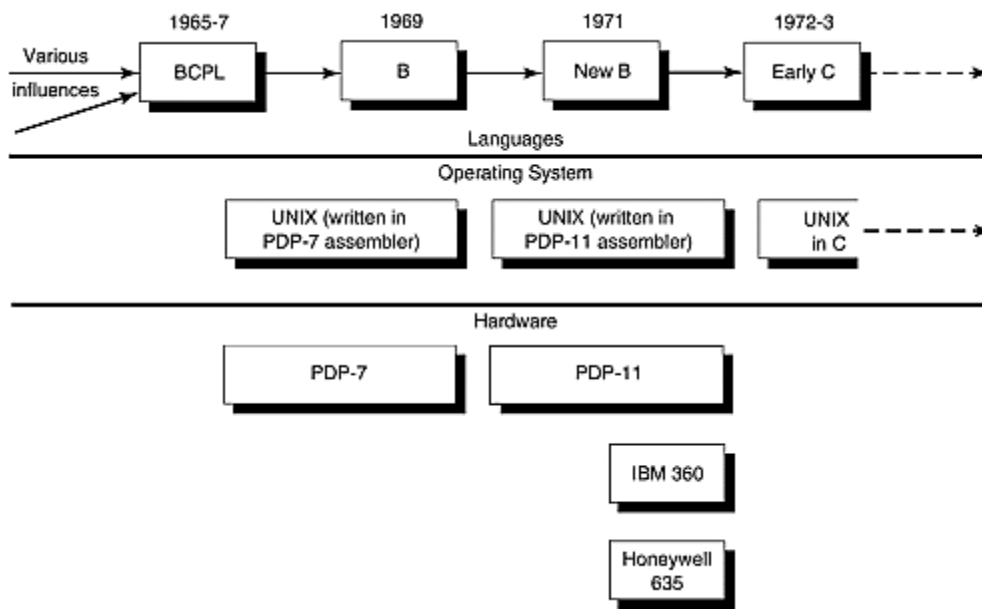 1965-7
1969
1971
1972-3
Various
influences
BCPL
B
New B
Early C
Languages
Operating System
UNIX (written in
PDP-7 assembler)
UNIX (written in
PDP-11 assembler)
UNIX
in C
Hardware
PDP-7
PDP-11
IBM 360
Honeywell
635